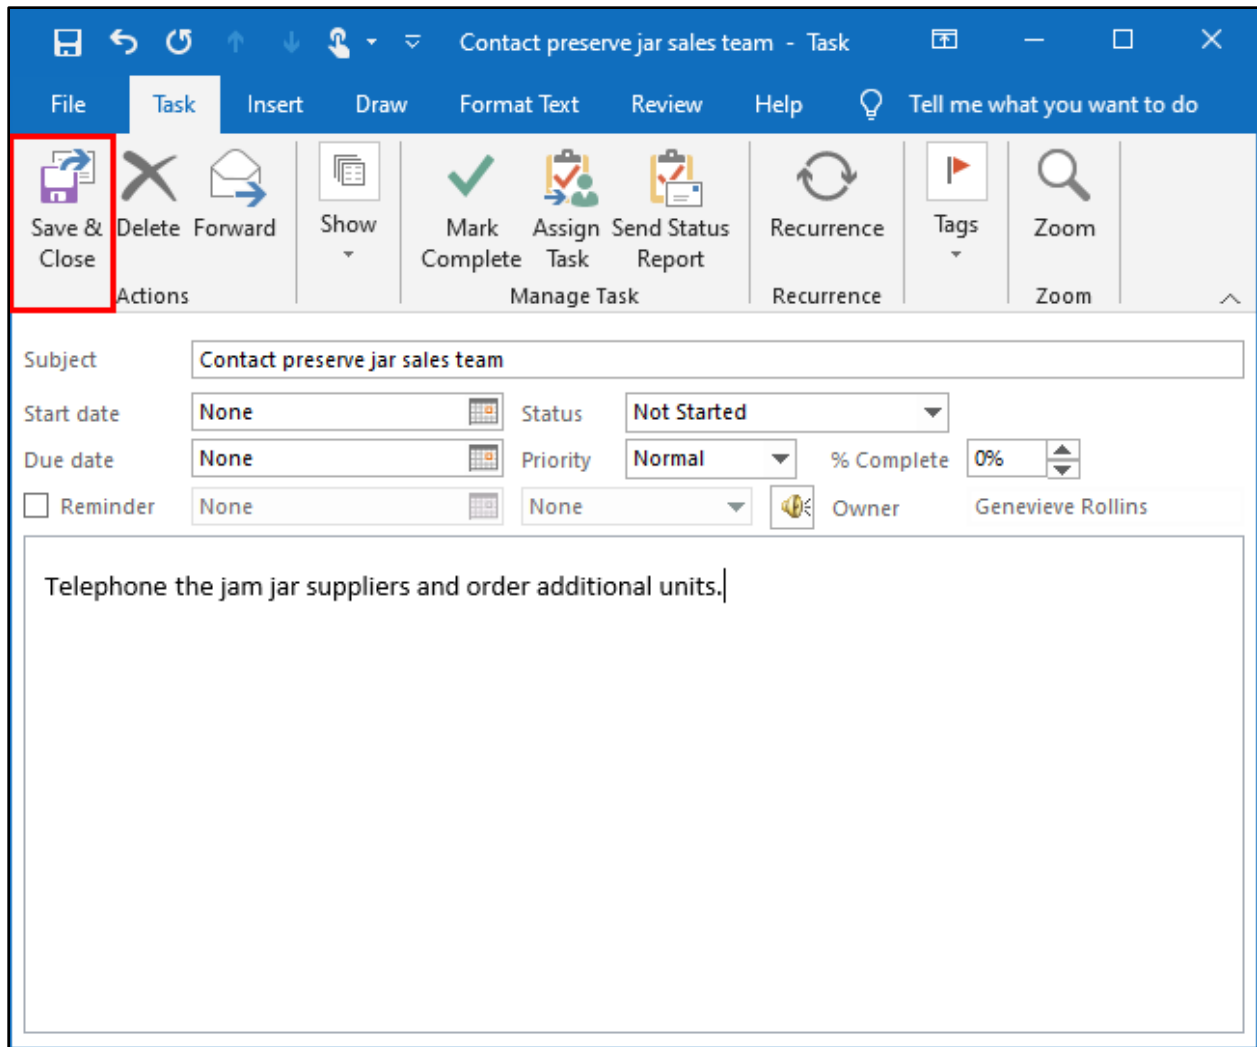 Contact preserve jar sales team - Task
File Task Insert Draw Format Text Review Help Tell me what you want to do
Save & Close Delete Forward Show Mark Complete Assign Task Send Status Report Recurrence Tags Zoom
Actions Manage Task Recurrence Zoom
Subject Contact preserve jar sales team
Start date None Status Not Started
Due date None Priority Normal % Complete 0%
Reminder None None Owner Genevieve Rollins
Telephone the jam jar suppliers and order additional units.